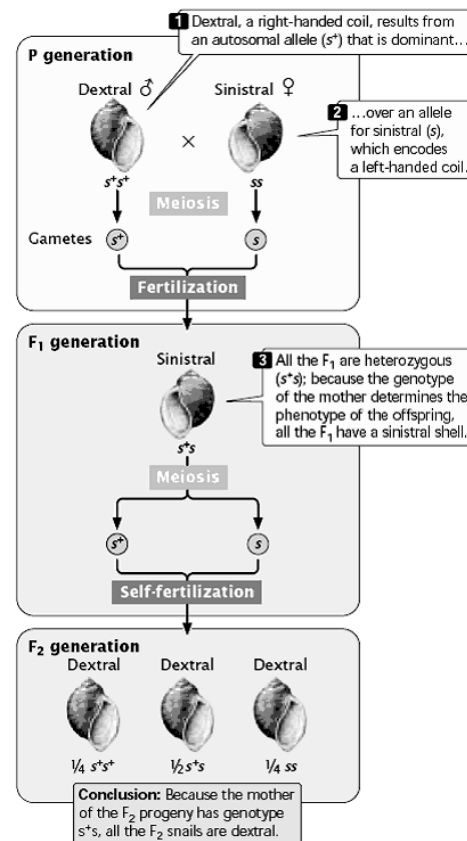 1 Dextral, a right-handed coil, results from
an autosomal allele (s⁺) that is dominant…
P generation
Dextral ♂
Sinistral ♀
2 …over an allele
for sinistral (s),
which encodes
a left-handed coil.
×
s⁺s⁺
ss
Meiosis
Gametes
s⁺
s
Fertilization
F₁ generation
Sinistral
3 All the F₁ are heterozygous
(s⁺s); because the genotype
of the mother determines the
phenotype of the offspring,
all the F₁ have a sinistral shell.
s⁺s
Meiosis
s⁺
s
Self-fertilization
F₂ generation
Dextral
Dextral
Dextral
¼ s⁺s⁺
½ s⁺s
¼ ss
Conclusion: Because the mother
of the F₂ progeny has genotype
s⁺s, all the F₂ snails are dextral.